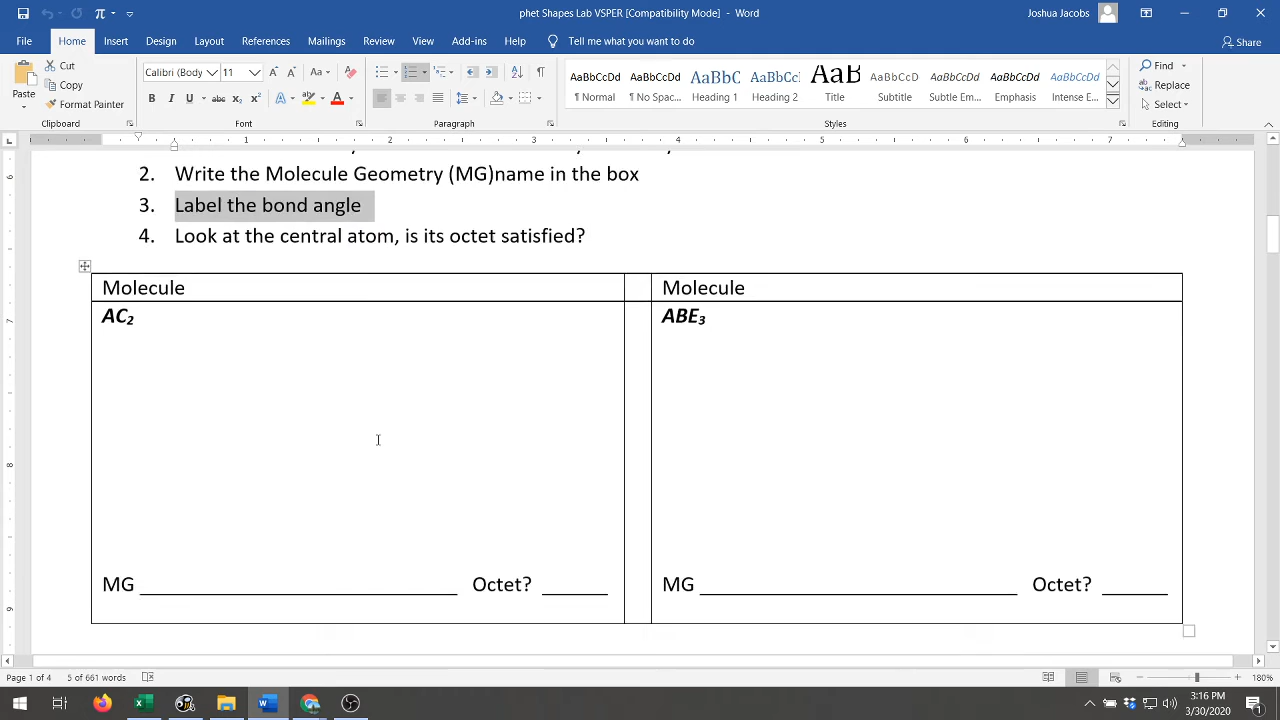 phet Shapes Lab VSPER [Compatibility Mode] - Word
Joshua Jacobs
File Home Insert Design Layout References Mailings Review View Add-ins Help Tell me what you want to do Share
Paste
Cut
Copy
Format Painter
Clipboard
Calibri (Body 11
Font
Paragraph
AaBbCcDd AaBbCcDd AaBbC AaBbCc AaB AaBbCcD AaBbCcDd AaBbCcDd AaBbCcDd
¶ Normal ¶ No Spac... Heading 1 Heading 2 Title Subtitle Subtle Em... Emphasis Intense E...
Styles
Find
Replace
Select
Editing
2. Write the Molecule Geometry (MG)name in the box
3. Label the bond angle
4. Look at the central atom, is its octet satisfied?
Molecule Molecule
AC₂ ABE₃
MG ____ Octet? ____ MG ____ Octet? ____
Page 1 of 4 5 of 661 words 180%
3:16 PM
3/30/2020